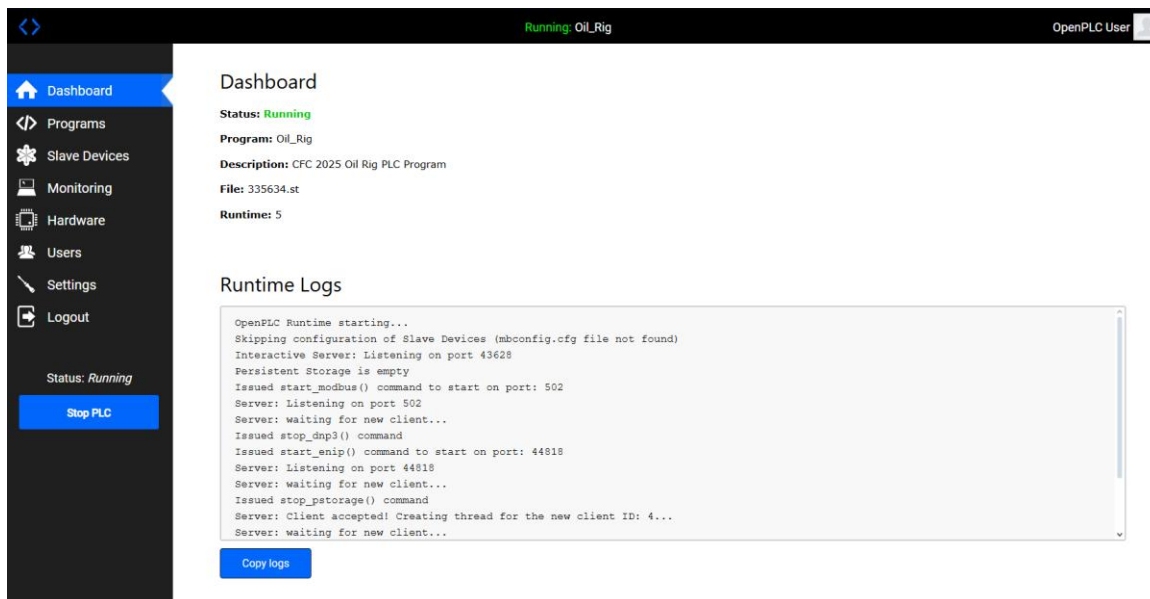 Running: Oil_Rig
OpenPLC User
Dashboard
Programs
Slave Devices
Monitoring
Hardware
Users
Settings
Logout
Status: Running
Stop PLC
Dashboard
Status: Running
Program: Oil_Rig
Description: CFC 2025 Oil Rig PLC Program
File: 335634.st
Runtime: 5
Runtime Logs
OpenPLC Runtime starting...
Skipping configuration of Slave Devices (mbconfig.cfg file not found)
Interactive Server: Listening on port 43628
Persistent Storage is empty
Issued start_modbus() command to start on port: 502
Server: Listening on port 502
Server: waiting for new client...
Issued stop_dnp3() command
Issued start_enip() command to start on port: 44818
Server: Listening on port 44818
Server: waiting for new client...
Issued stop_pstorage() command
Server: Client accepted! Creating thread for the new client ID: 4...
Server: waiting for new client...
Copy logs